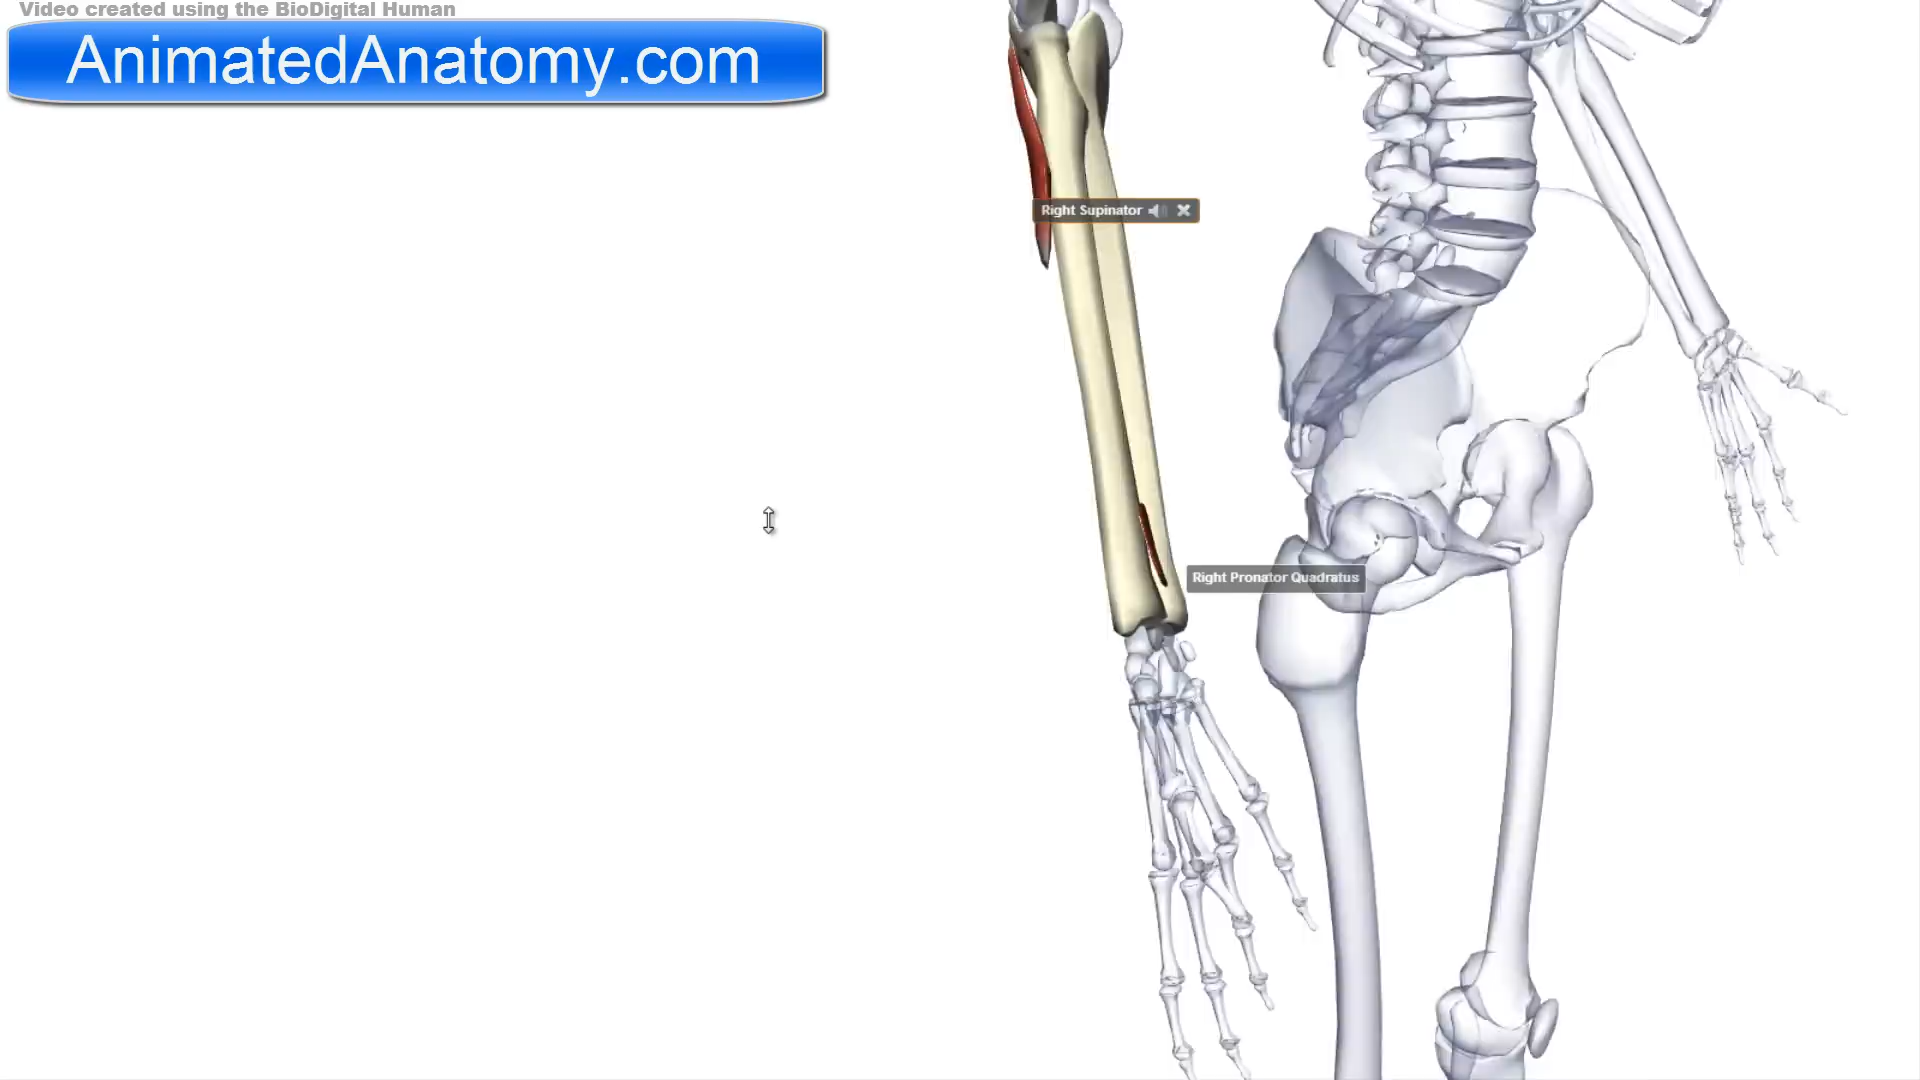 Video created using the BioDigital Human
AnimatedAnatomy.com
Right Supinator
Right Pronator Quadratus